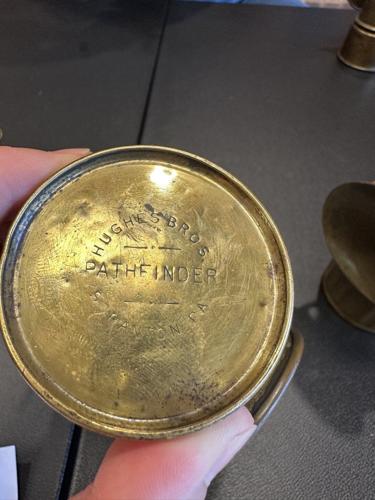 HUGHES BROS
PATHFINDER
SCRANTON, PA